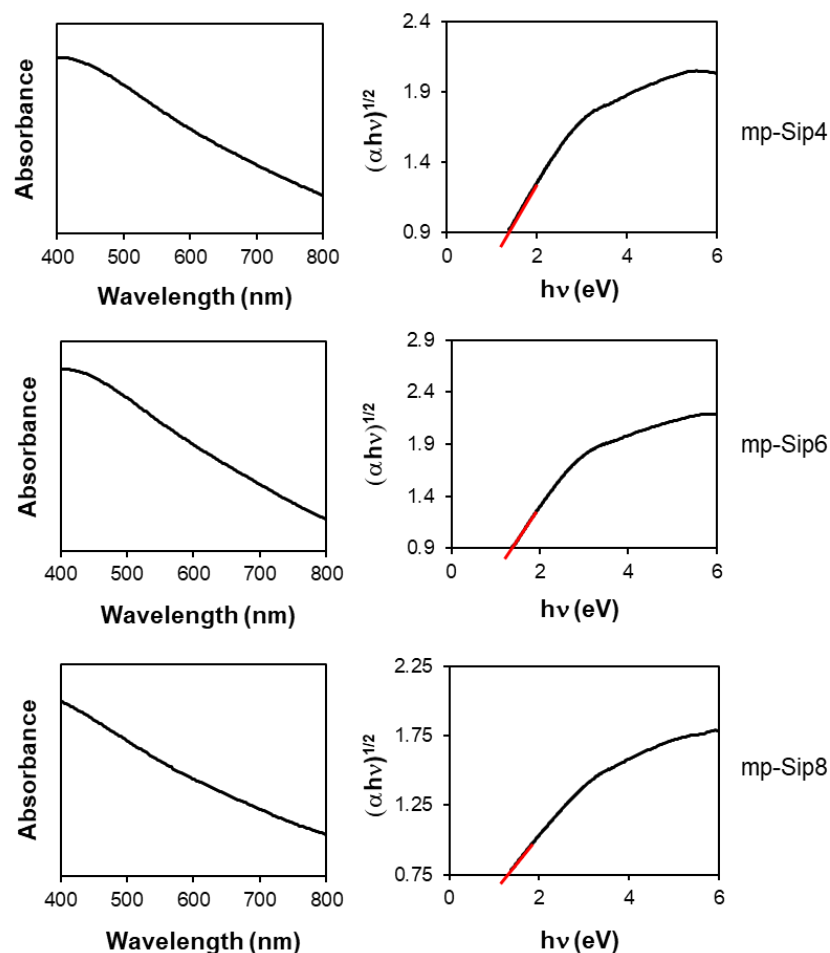 Absorbance
400 500 600 700 800
Wavelength (nm)
(αhν)1/2
2.4
1.9
1.4
0.9
0 2 4 6
hν (eV)
mp-Sip4
Absorbance
400 500 600 700 800
Wavelength (nm)
(αhν)1/2
2.9
2.4
1.9
1.4
0.9
0 2 4 6
hν (eV)
mp-Sip6
Absorbance
400 500 600 700 800
Wavelength (nm)
(αhν)1/2
2.25
1.75
1.25
0.75
0 2 4 6
hν (eV)
mp-Sip8